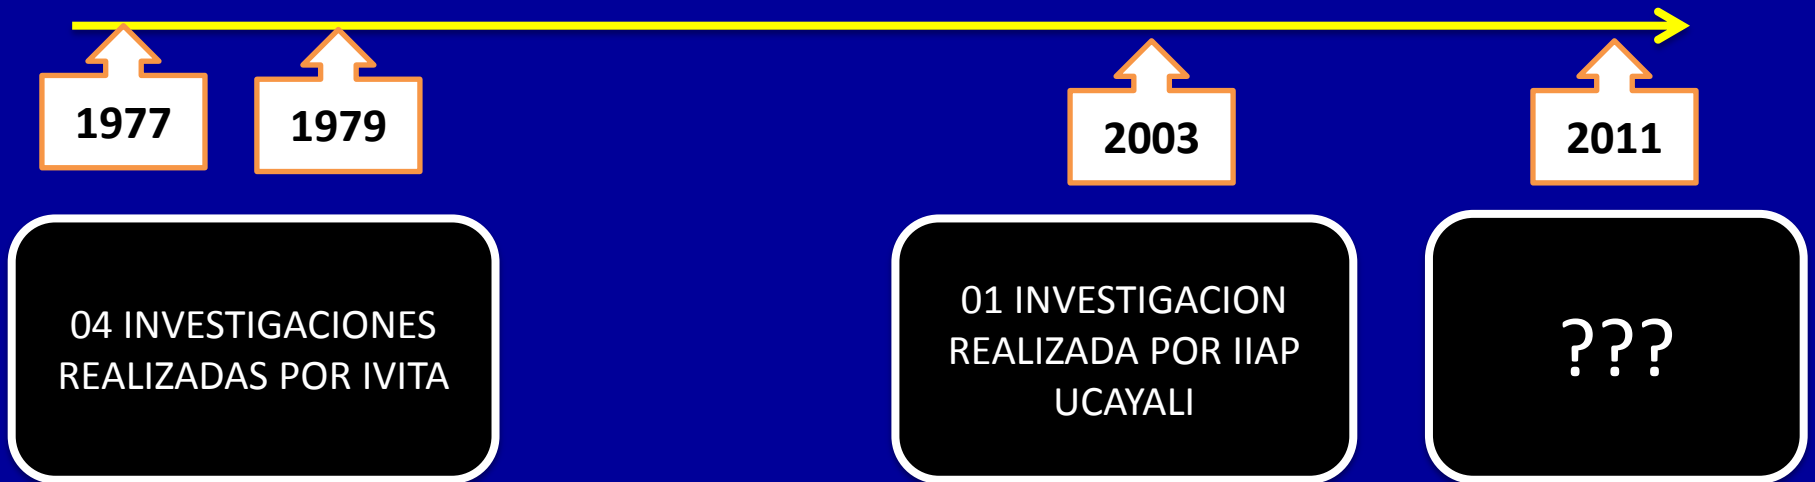 1977
1979
2003
2011
04 INVESTIGACIONES
REALIZADAS POR IVITA
01 INVESTIGACION
REALIZADA POR IIAP
UCAYALI
???